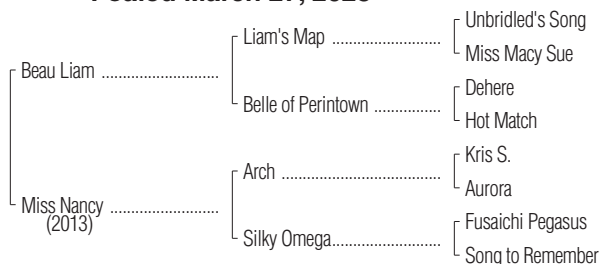 Foaled March 27,
Unbridled's Song
Liam's Map ..........................
Miss Macy Sue
Beau Liam ............................
Dehere
Belle of Perintown ...................
Hot Match
Kris S.
Arch .......................................
Aurora
Miss Nancy ..........................
(2013)
Fusaichi Pegasus
Silky Omega..........................
Song to Remember